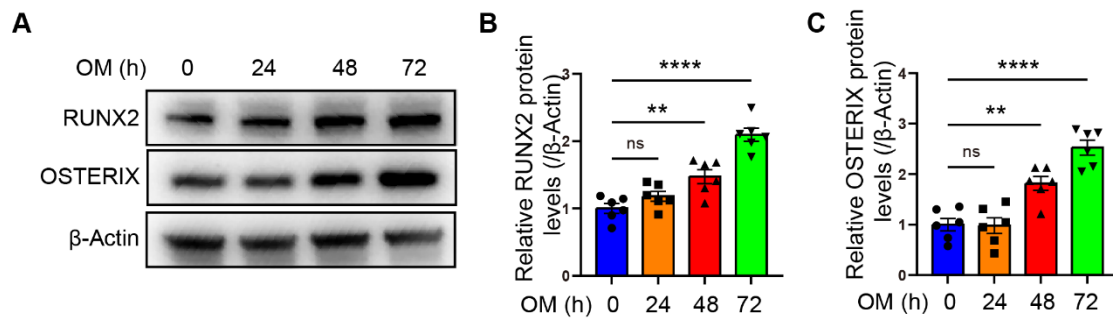 A
OM (h) 0 24 48 72
RUNX2
OSTERIX
β-Actin
B
Relative RUNX2 protein
levels (/β-Actin)
3
2
1
0
****
**
ns
OM (h) 0 24 48 72
C
Relative OSTERIX protein
levels (/β-Actin)
4
3
2
1
0
****
**
ns
OM (h) 0 24 48 72